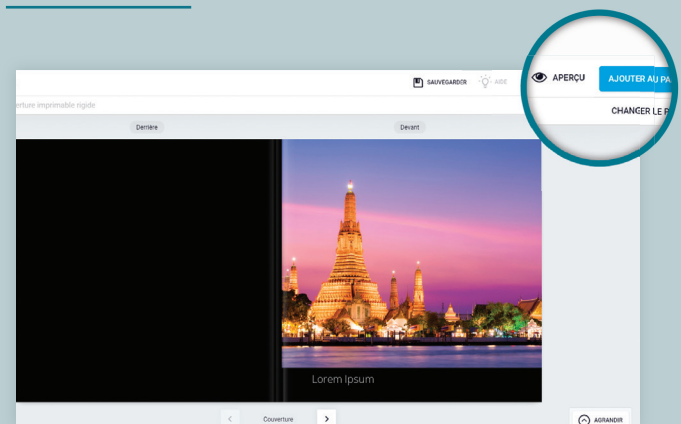 SAUVEGARDER AIDE
APERÇU AJOUTER AU PA
CHANGER LE P
erture imprimable rigide
Derrière Devant
Lorem Ipsum
Couverture
AGRANDIR